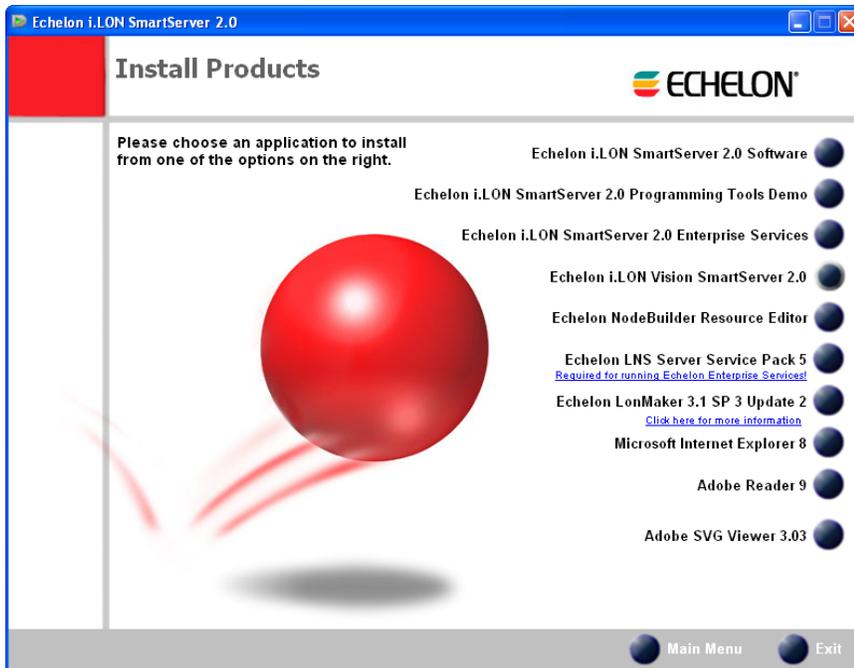 Echelon i.LON SmartServer 2.0
Install Products
ECHELON®
Please choose an application to install
from one of the options on the right.
Echelon i.LON SmartServer 2.0 Software
Echelon i.LON SmartServer 2.0 Programming Tools Demo
Echelon i.LON SmartServer 2.0 Enterprise Services
Echelon i.LON Vision SmartServer 2.0
Echelon NodeBuilder Resource Editor
Echelon LNS Server Service Pack 5
Required for running Echelon Enterprise Services!
Echelon LonMaker 3.1 SP 3 Update 2
Click here for more information
Microsoft Internet Explorer 8
Adobe Reader 9
Adobe SVG Viewer 3.03
Main Menu
Exit